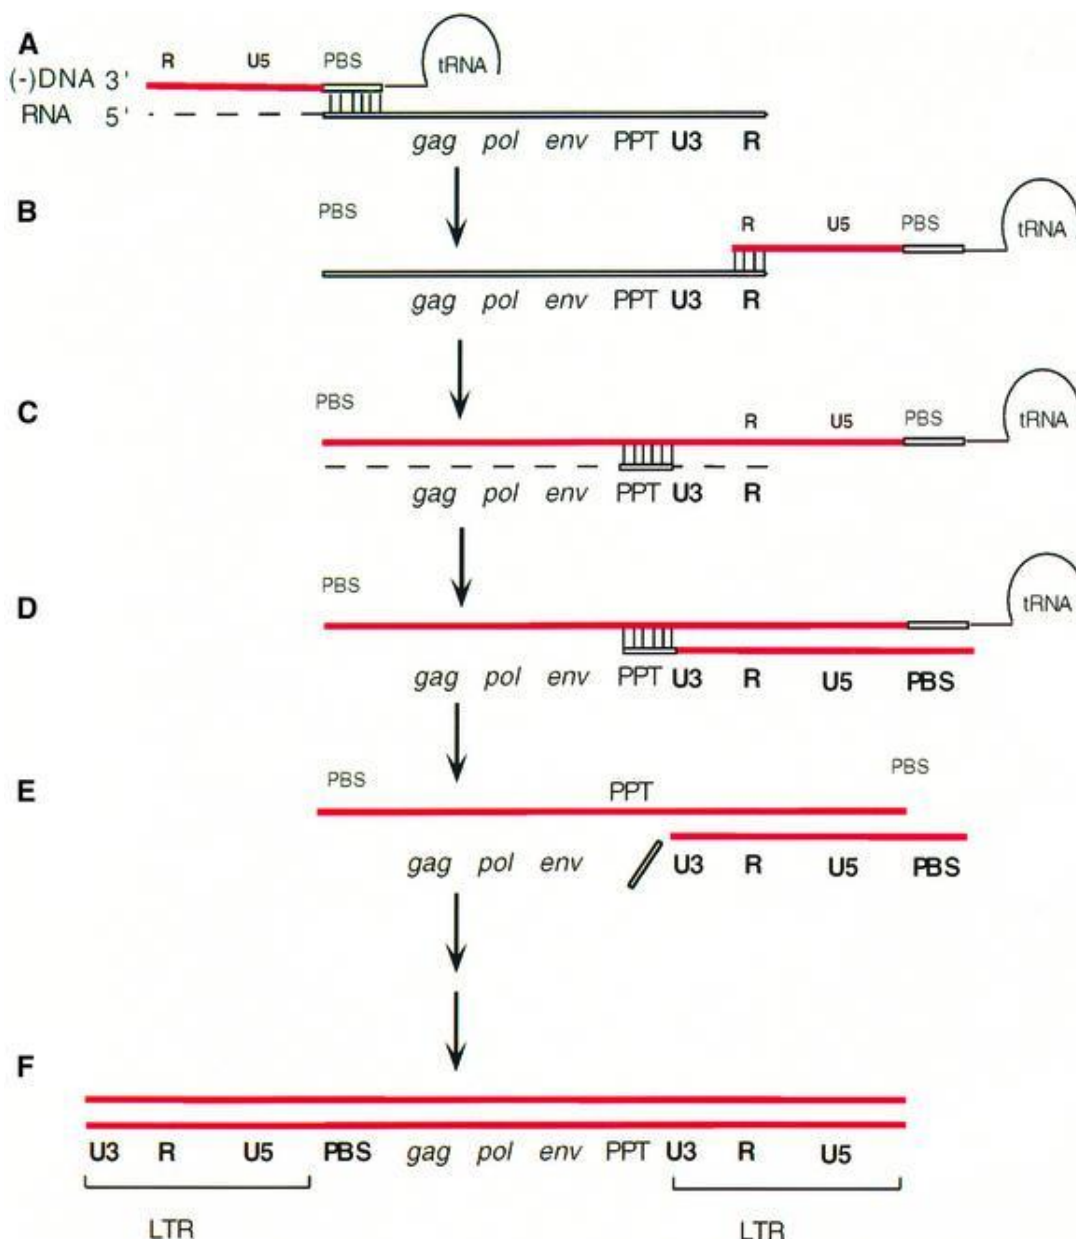 A
R U5 PBS tRNA
(-)DNA 3'
RNA 5'
gag pol env PPT U3 R
B
PBS R U5 PBS tRNA
gag pol env PPT U3 R
C
PBS R U5 PBS tRNA
gag pol env PPT U3 R
D
PBS tRNA
gag pol env PPT U3 R U5 PBS
E
PBS PPT PBS
gag pol env U3 R U5 PBS
F
U3 R U5 PBS gag pol env PPT U3 R U5
LTR LTR